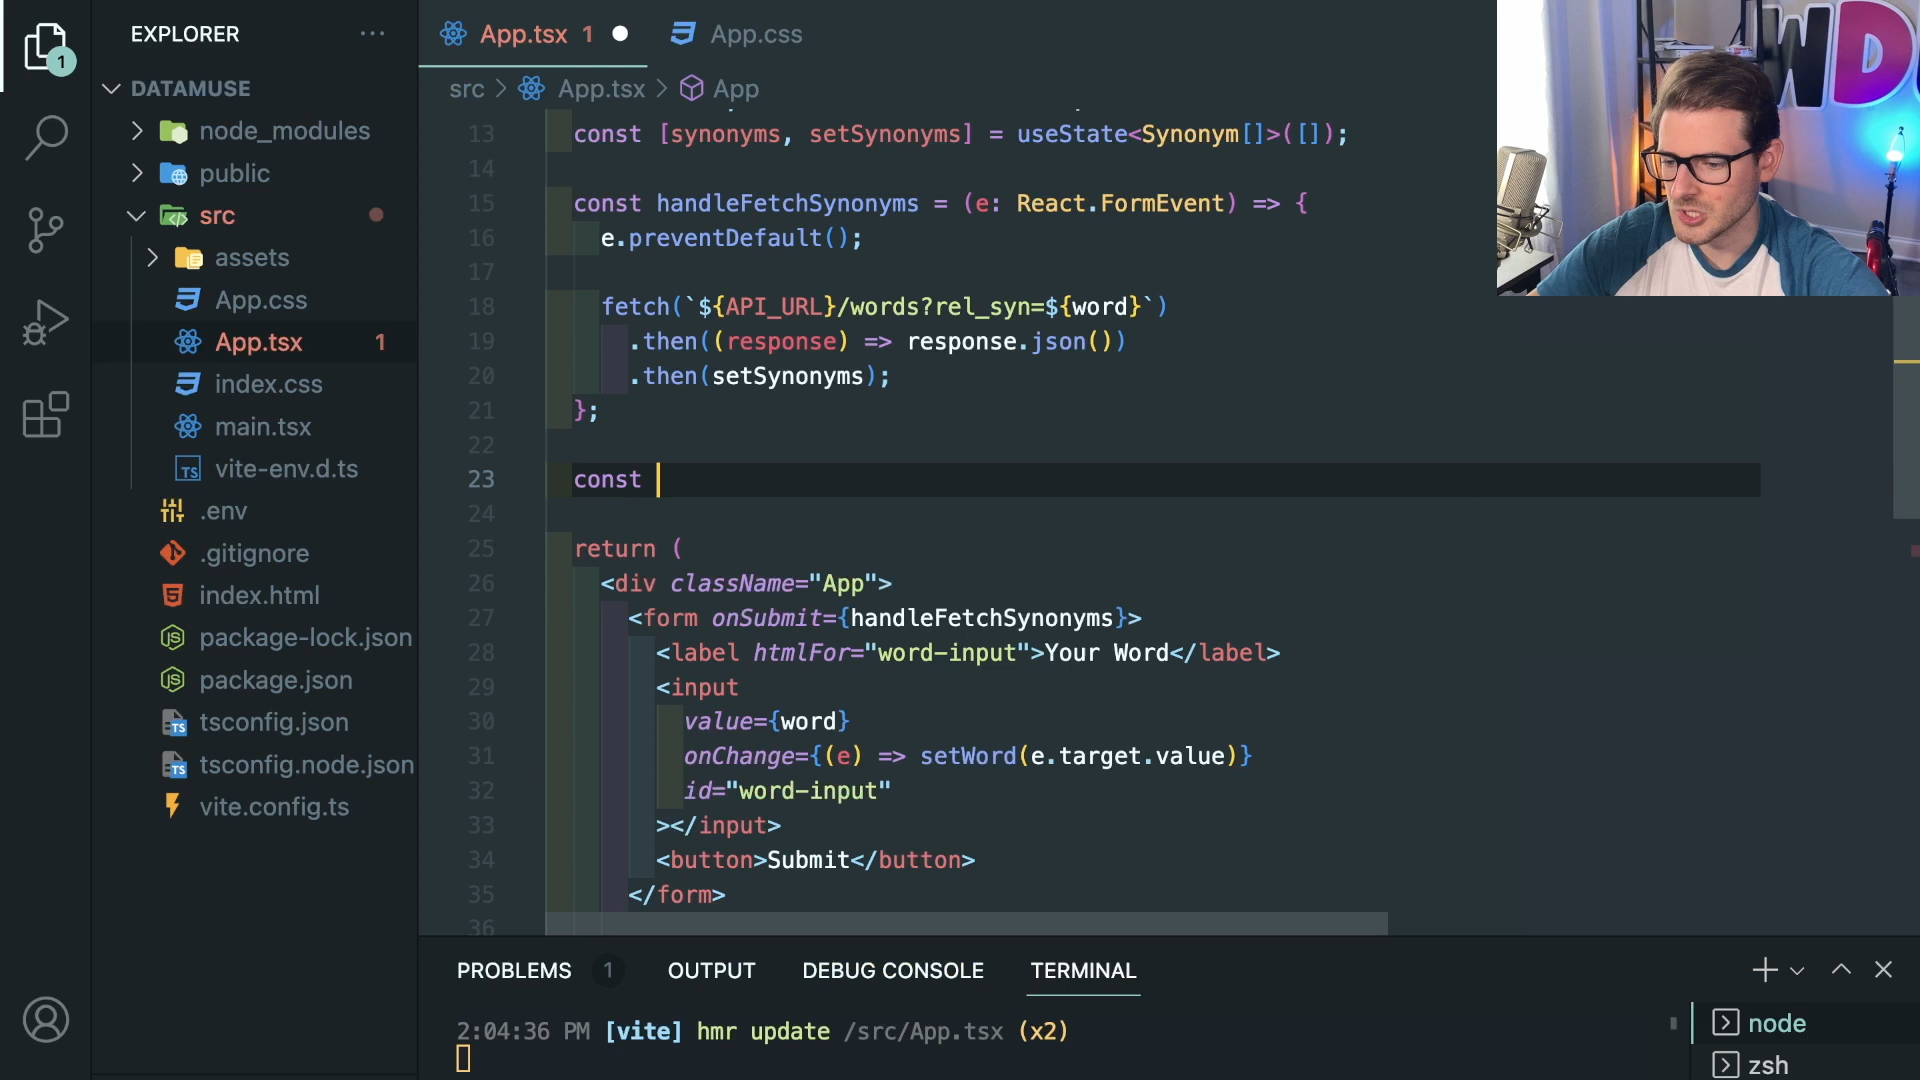 EXPLORER
DATAMUSE
node_modules
public
src
assets
App.css
App.tsx 1
index.css
main.tsx
vite-env.d.ts
.env
.gitignore
index.html
package-lock.json
package.json
tsconfig.json
tsconfig.node.json
vite.config.ts
1
TS
App.tsx 1
App.css
src > App.tsx > App
13 const [synonyms, setSynonyms] = useState<Synonym[]>([]);
14
15 const handleFetchSynonyms = (e: React.FormEvent) => {
16 e.preventDefault();
17
18 fetch(`${API_URL}/words?rel_syn=${word}`)
19 .then((response) => response.json())
20 .then(setSynonyms);
21 };
22
23 const
24
25 return (
26 <div className="App">
27 <form onSubmit={handleFetchSynonyms}>
28 <label htmlFor="word-input">Your Word</label>
29 <input
30 value={word}
31 onChange={(e) => setWord(e.target.value)}
32 id="word-input"
33 ></input>
34 <button>Submit</button>
35 </form>
36
PROBLEMS 1 OUTPUT DEBUG CONSOLE TERMINAL
2:04:36 PM [vite] hmr update /src/App.tsx (x2)
node
zsh
WD